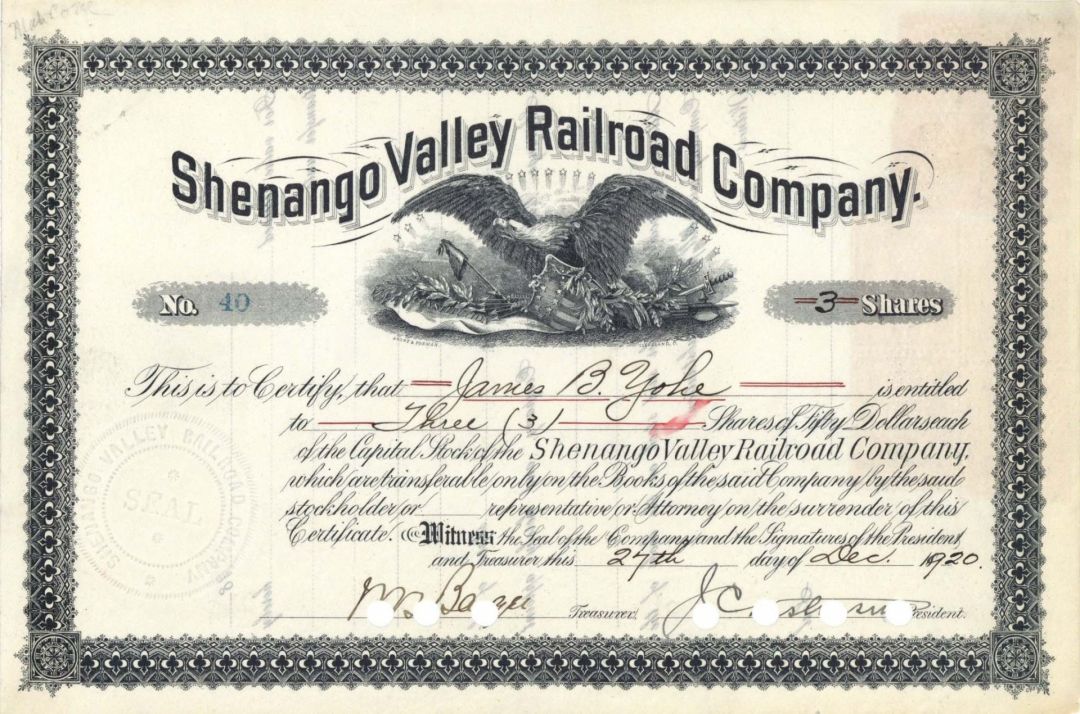 Shenango Valley Railroad Company.
No. 40
3 Shares
This is to Certify, that James B. Yohe is entitled
to Three (3) Shares of Fifty Dollars each
of the Capital Stock of the Shenango Valley Railroad Company,
which are transferable only on the Books of the said Company by the said
stockholder or representative or Attorney on the surrender of this
Certificate. Witness the Seal of the Company and the Signatures of the President
and Treasurer, this 27th day of Dec. 1920.
Treasurer. President.
SHENANGO VALLEY RAILROAD COMPANY
SEAL